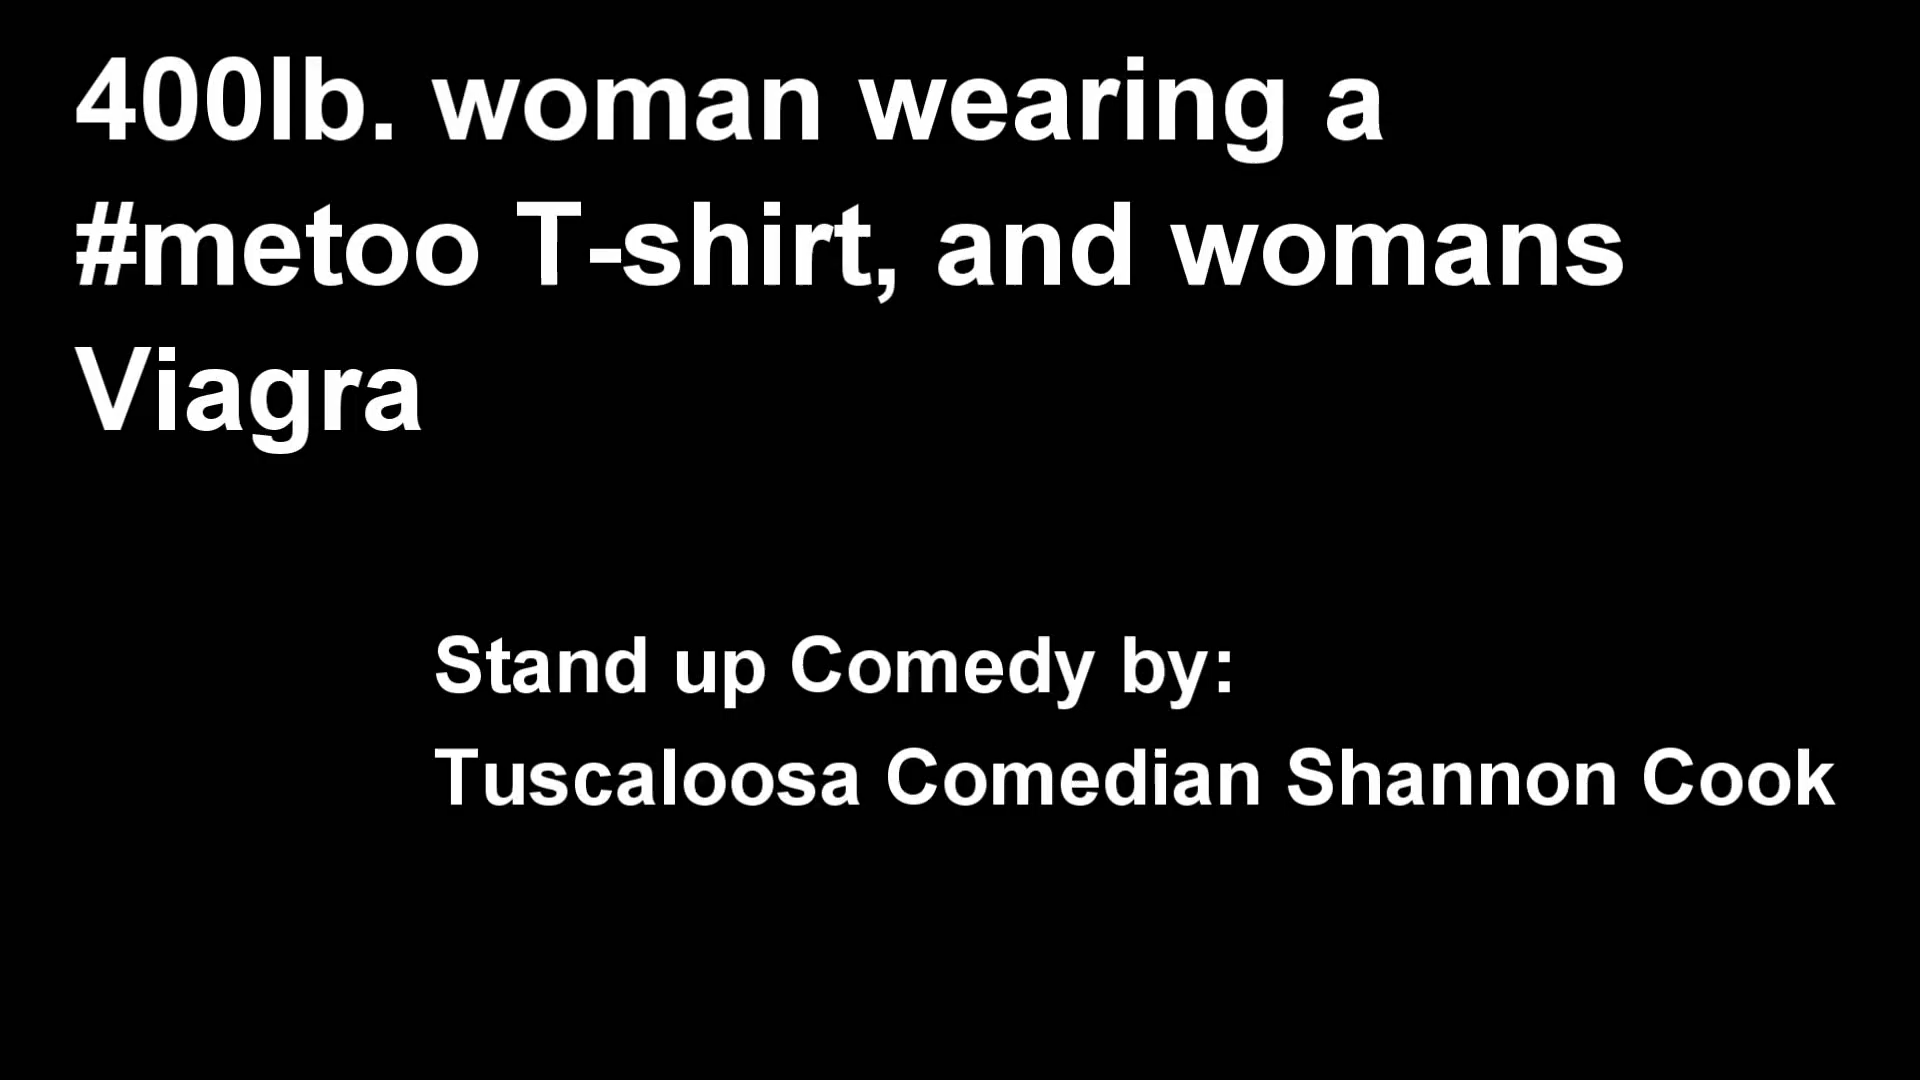 400lb. woman wearing a
#metoo T-shirt, and womans
Viagra
Stand up Comedy by:
Tuscaloosa Comedian Shannon Cook